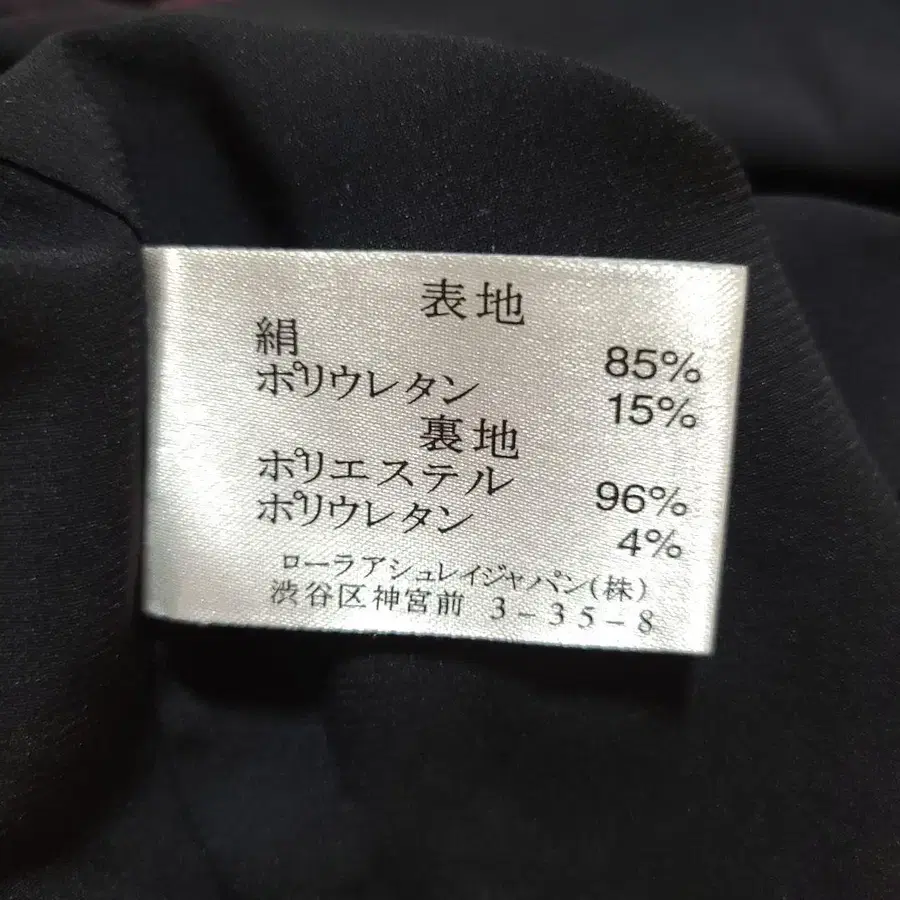 表地
絹 85%
ポリウレタン 15%
裏地
ポリエステル 96%
ポリウレタン 4%
ローラアシュレイジャパン(株)
渋谷区神宮前 3-35-8